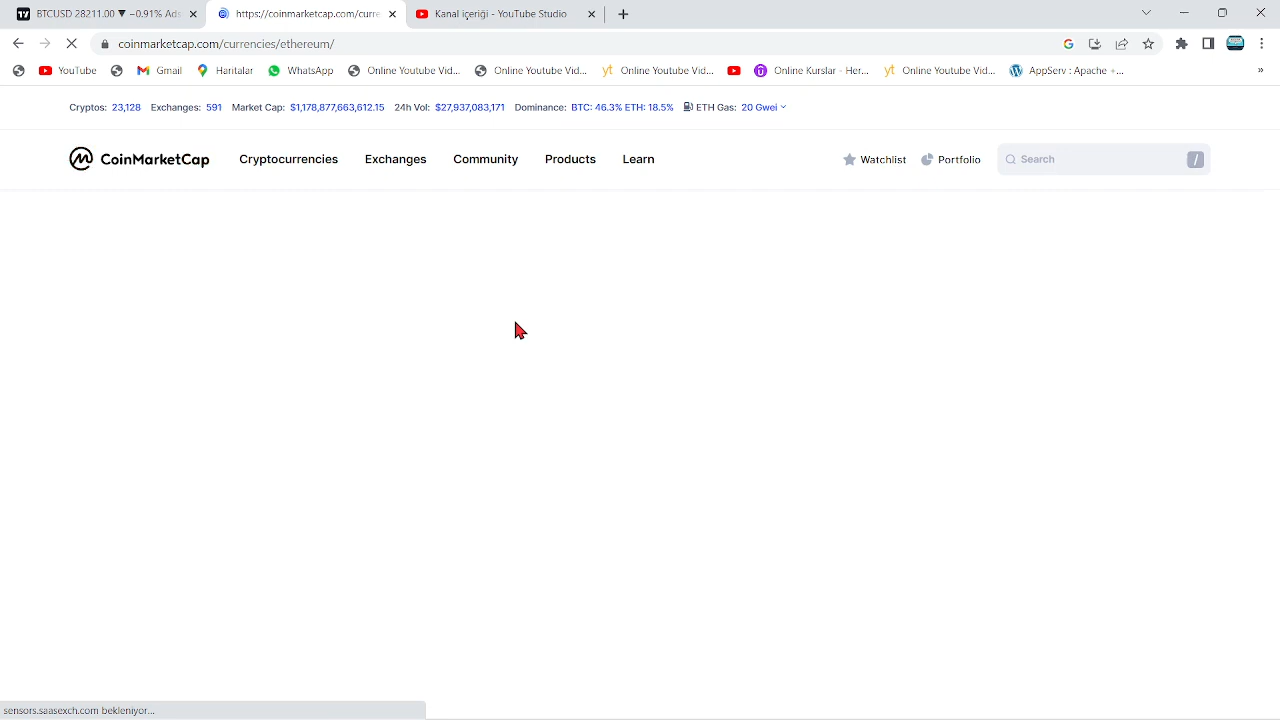 BTCUSD 28211.00 ▼ −0.91% Ads
https://coinmarketcap.com/curre
Kanal içeriği - YouTube Studio
coinmarketcap.com/currencies/ethereum/
YouTube
Gmail
Haritalar
WhatsApp
Online Youtube Vid...
Online Youtube Vid...
Online Youtube Vid...
Online Kurslar - Her...
Online Youtube Vid...
AppServ : Apache +...
»
Cryptos: 23,128 Exchanges: 591 Market Cap: $1,178,877,663,612.15 24h Vol: $27,937,083,171 Dominance: BTC: 46.3% ETH: 18.5% ETH Gas: 20 Gwei
CoinMarketCap Cryptocurrencies Exchanges Community Products Learn Watchlist Portfolio Search /
sensors.saasexch.com bekleniyor...